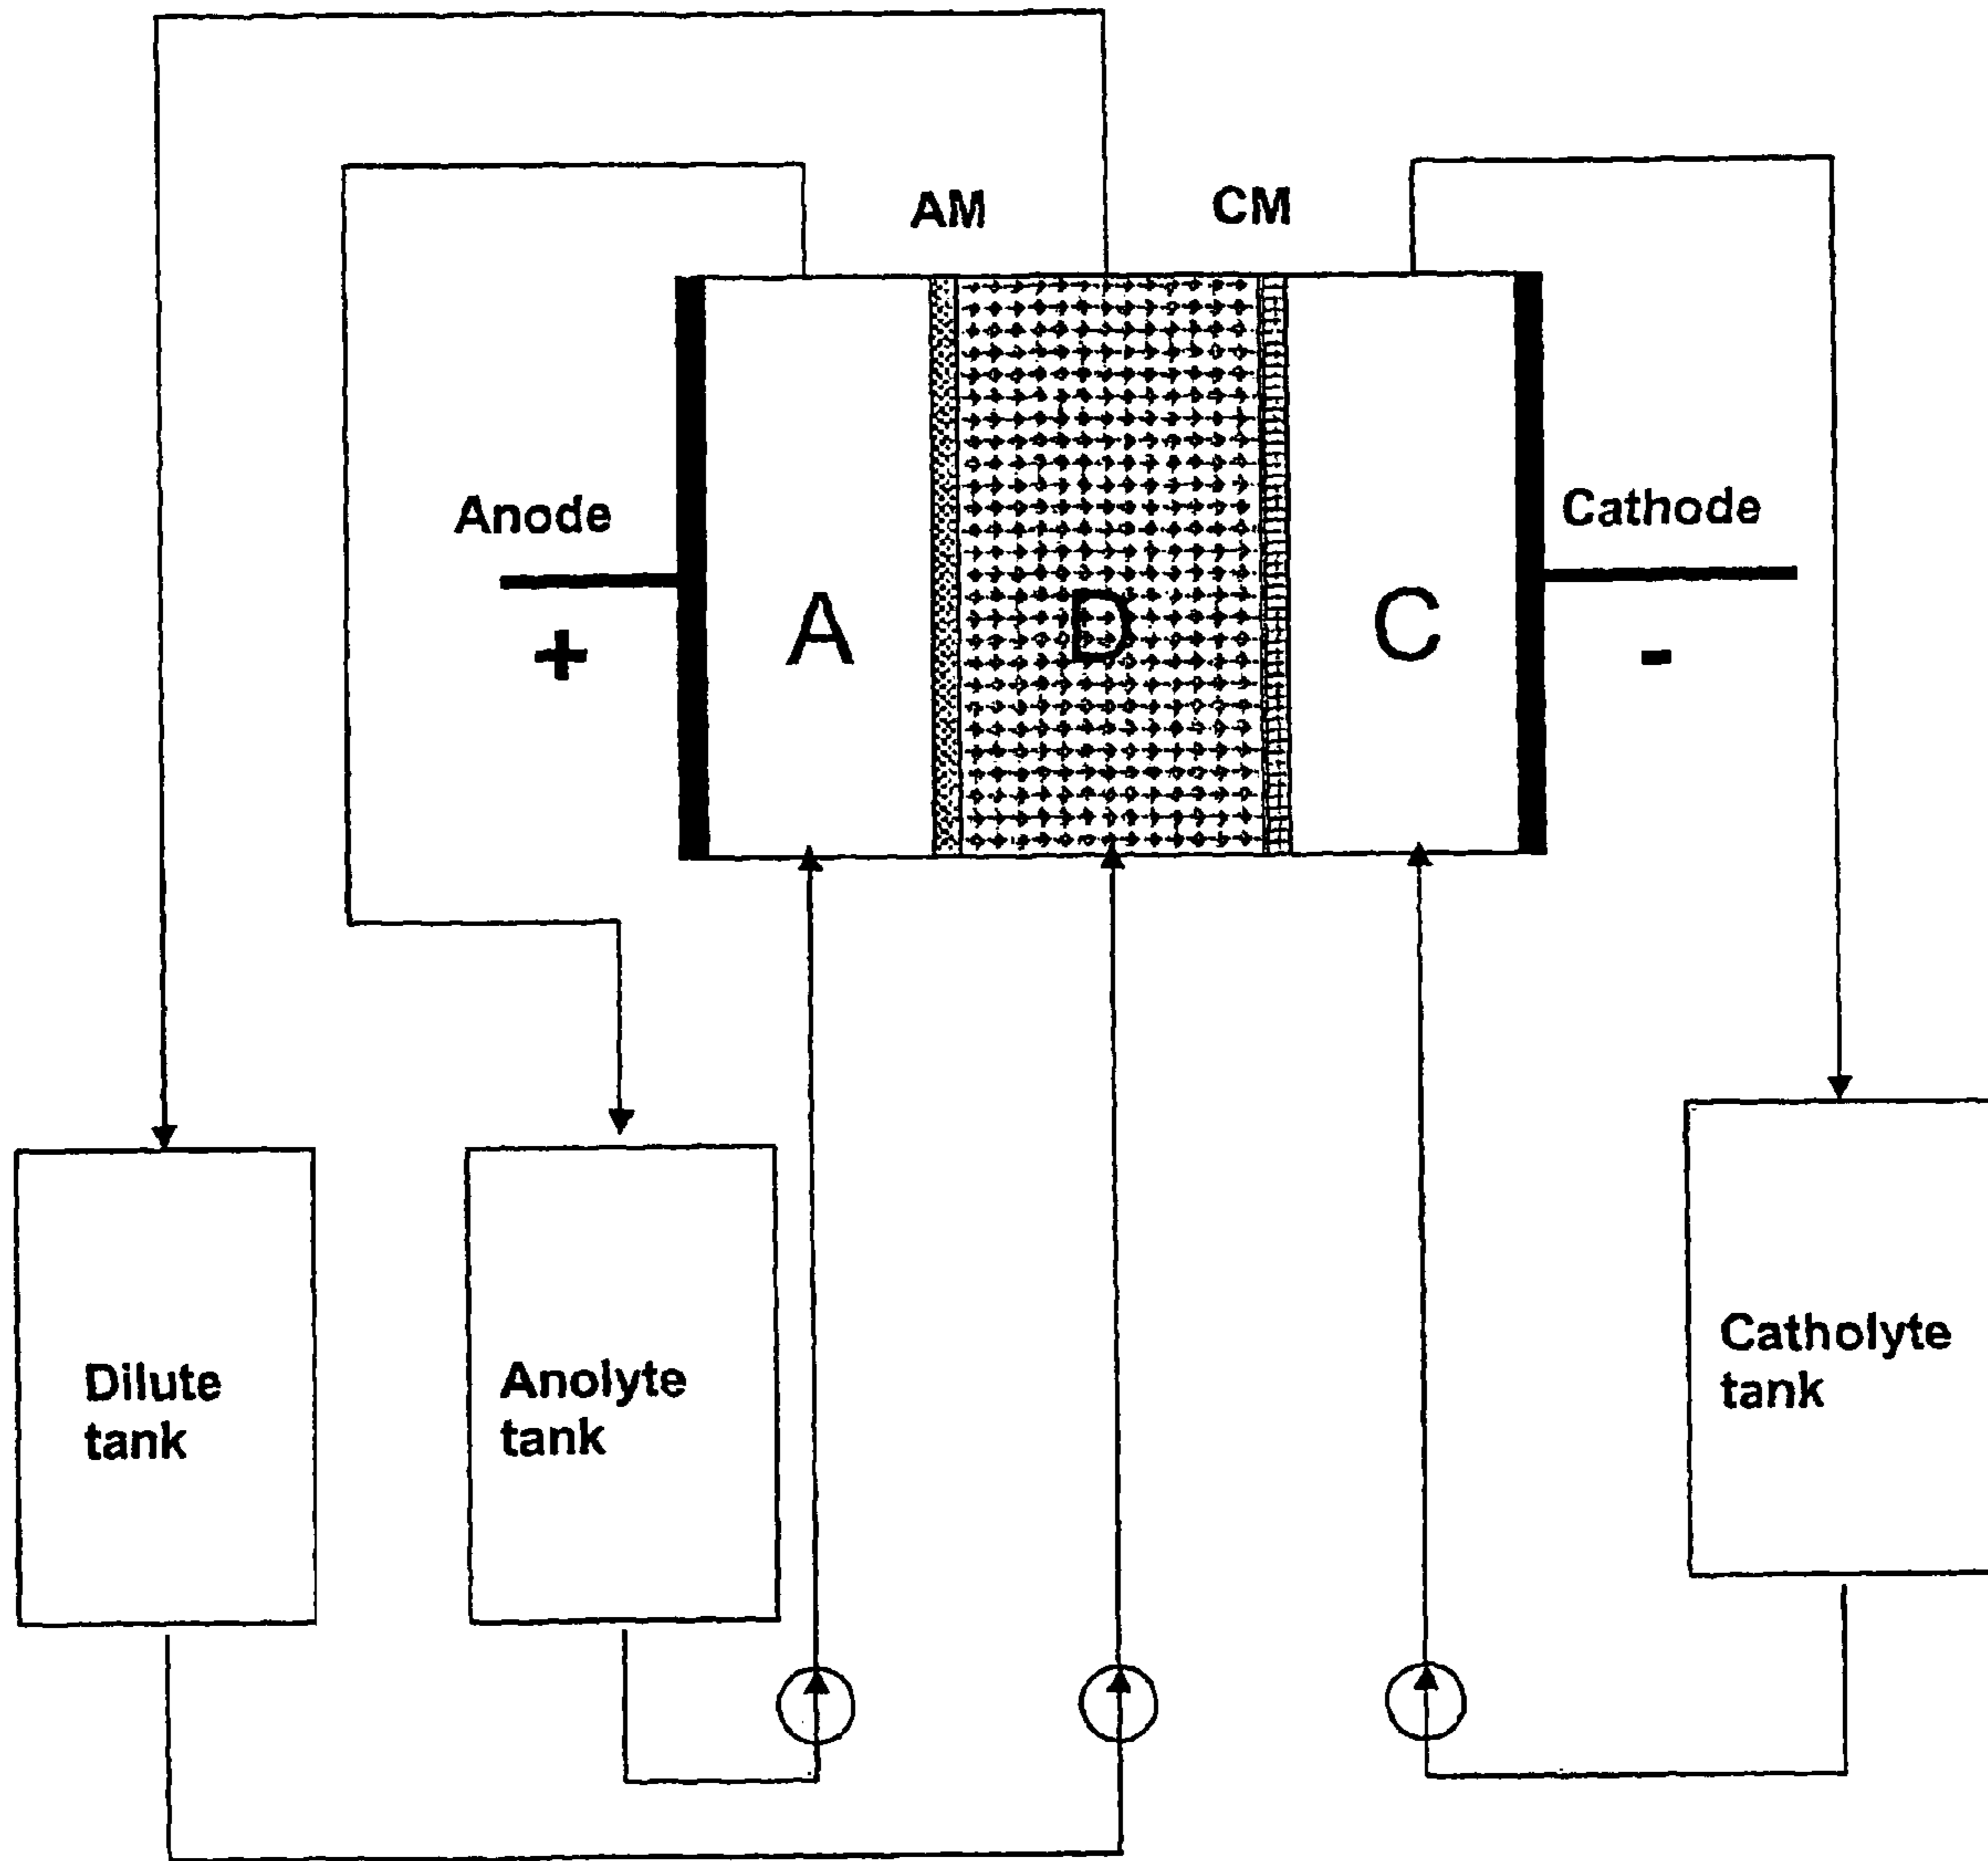 AM
CM
Anode
Cathode
+
-
A
D
C
Dilute
tank
Anolyte
tank
Catholyte
tank